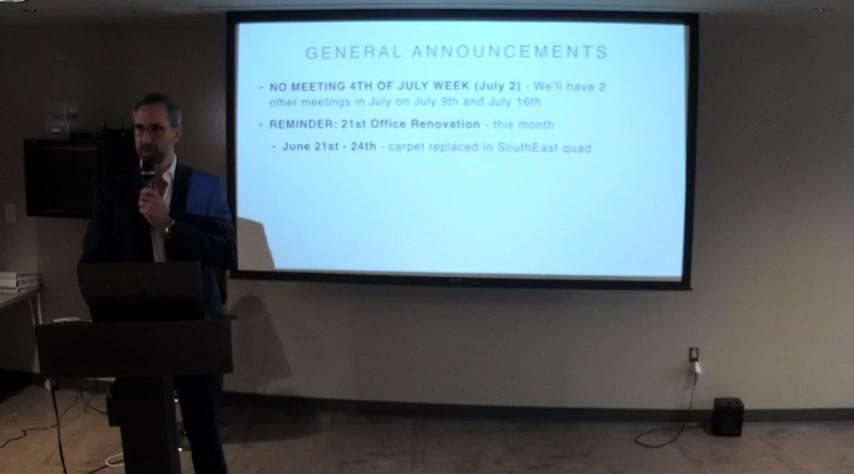 GENERAL ANNOUNCEMENTS
• NO MEETING 4TH OF JULY WEEK (July 2) - We'll have 2
other meetings in July on July 9th and July 16th
• REMINDER: 21st Office Renovation - this month
• June 21st - 24th - carpet replaced in SouthEast quad